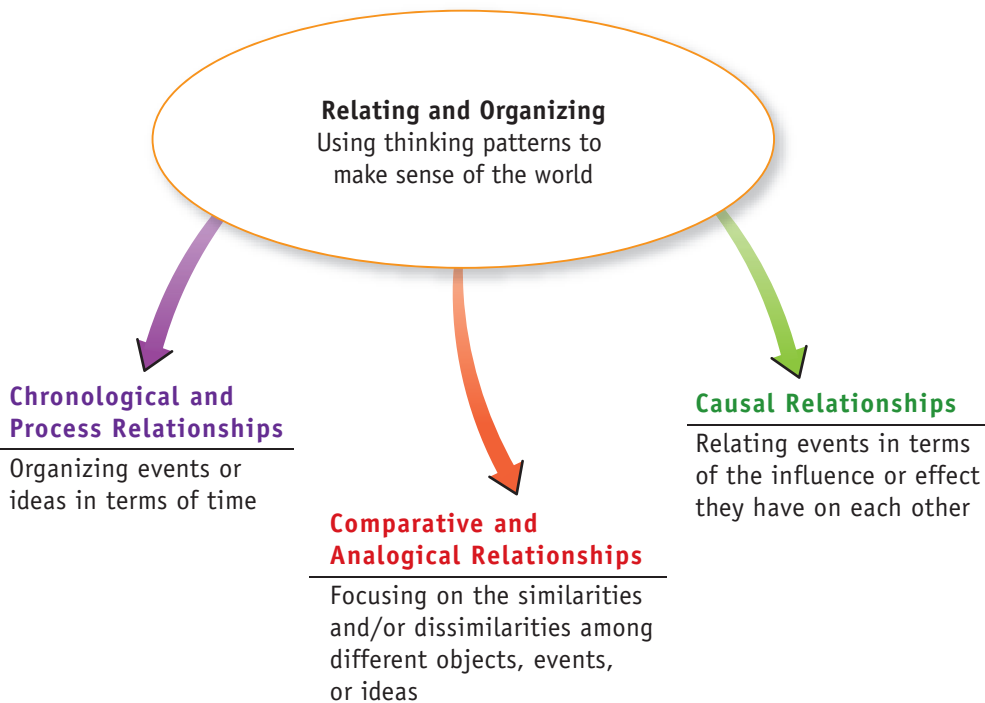 Relating and Organizing
Using thinking patterns to
make sense of the world
Chronological and
Process Relationships
Organizing events or
ideas in terms of time
Comparative and
Analogical Relationships
Focusing on the similarities
and/or dissimilarities among
different objects, events,
or ideas
Causal Relationships
Relating events in terms
of the influence or effect
they have on each other